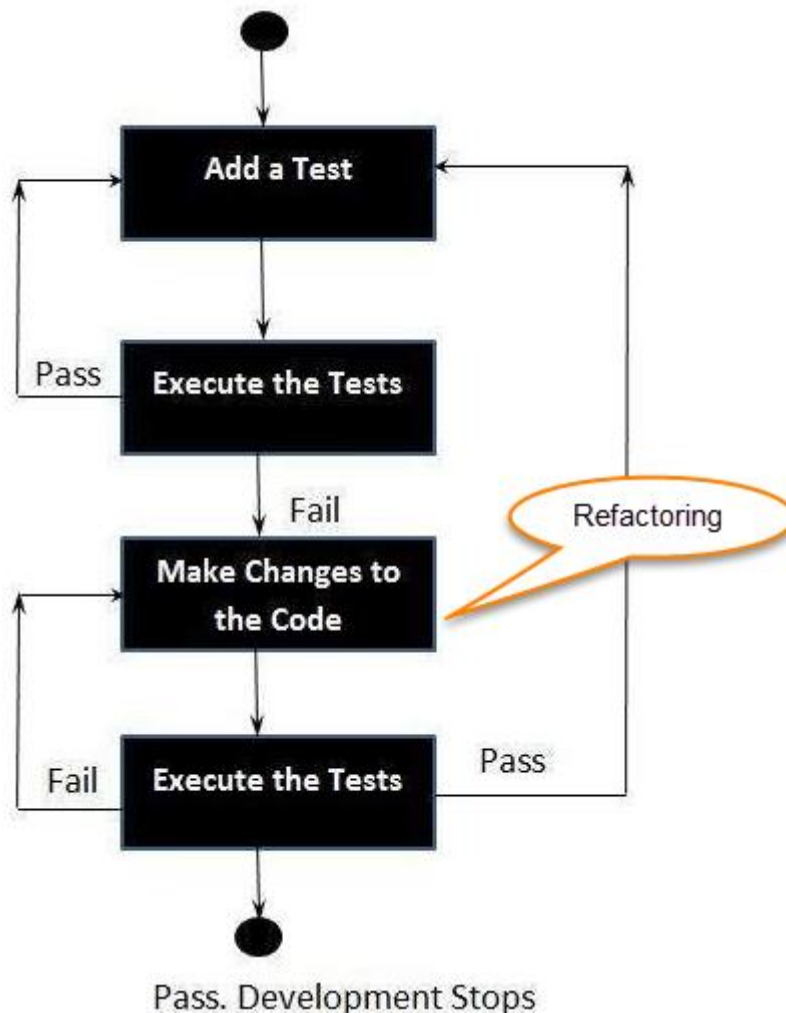 Add a Test
Pass
Execute the Tests
Fail
Refactoring
Make Changes to
the Code
Fail
Execute the Tests
Pass
Pass. Development Stops